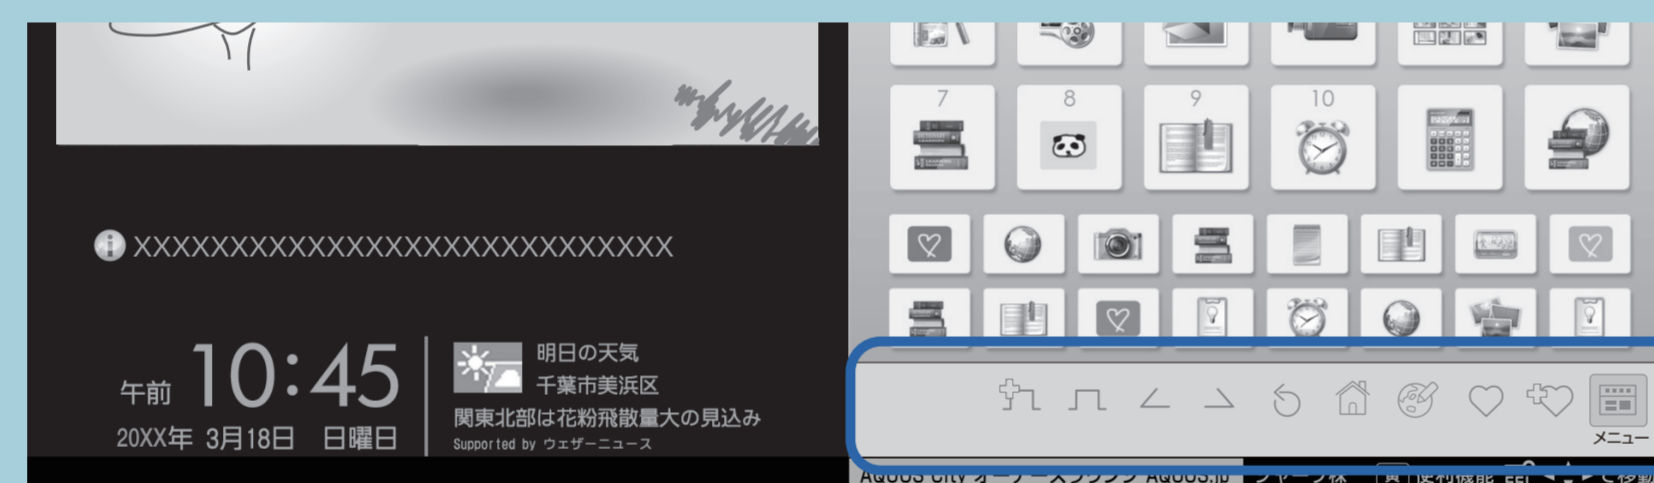 XXXXXXXXXXXXXXXXXXXXXXXXXXXX
午前 10:45
20XX年 3月18日 日曜日
明日の天気
千葉市美浜区
関東北部は花粉飛散量大の見込み
Supported by ウェザーニュース
7 8 9 10
メニュー